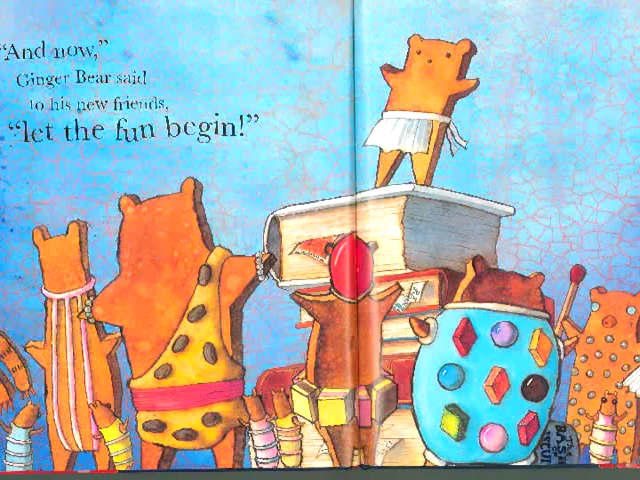 “And now,”
Ginger Bear said
to his new friends,
“let the fun begin!”